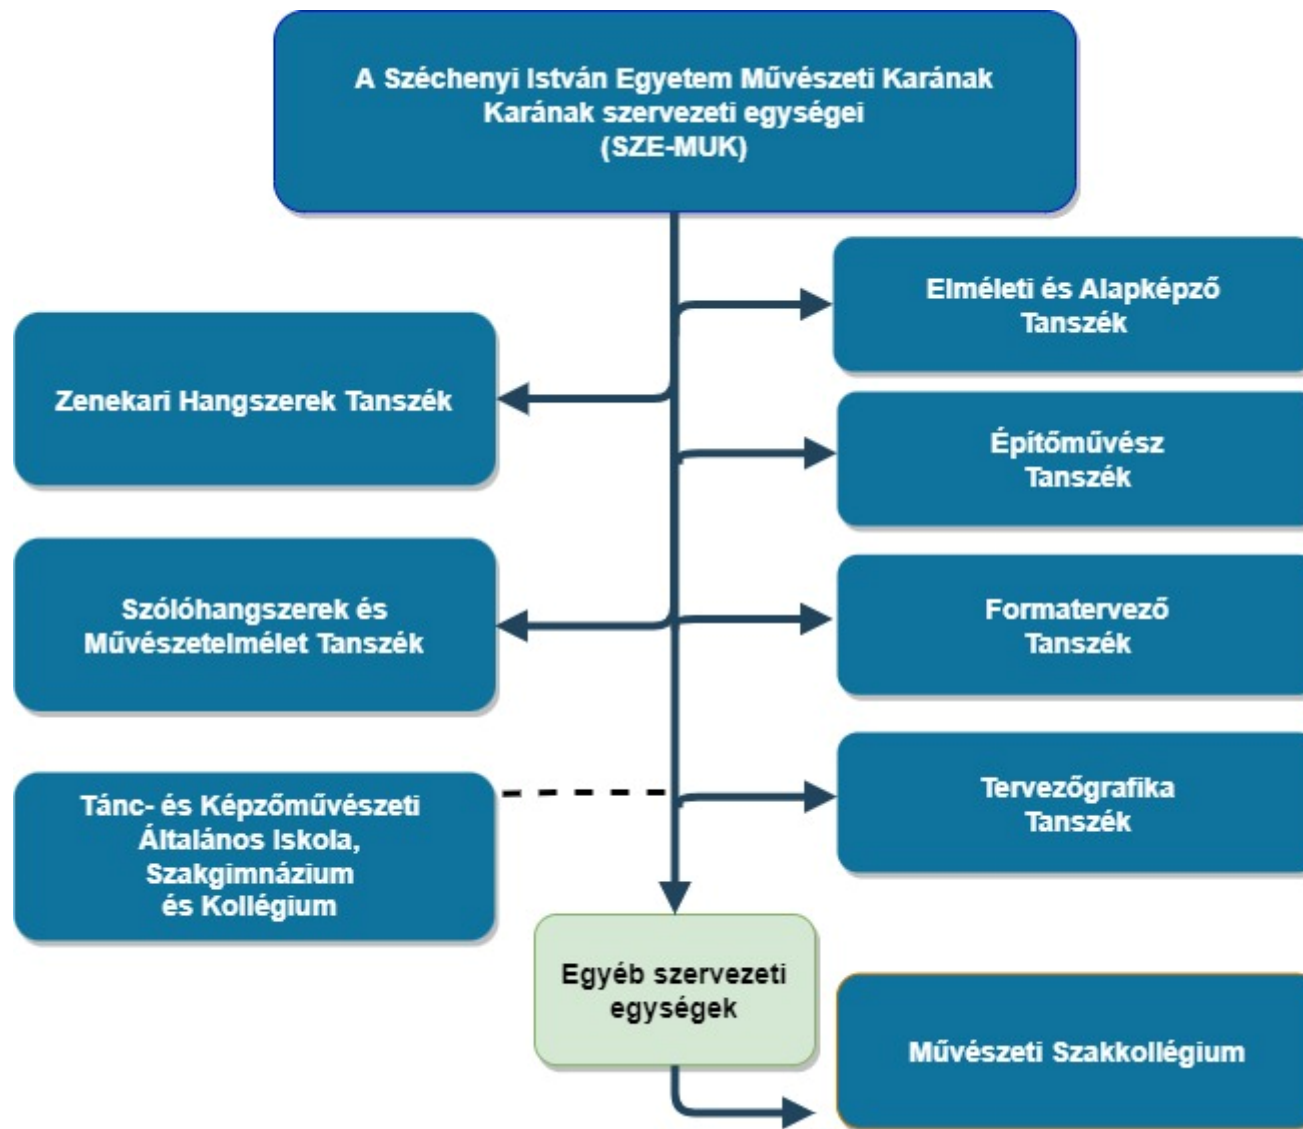 A Széchenyi István Egyetem Művészeti Karának
Karának szervezeti egységei
(SZE-MUK)
Elméleti és Alapképző
Tanszék
Zenekari Hangszerek Tanszék
Építőművész
Tanszék
Szólóhangszerek és
Művészetelmélet Tanszék
Formatervező
Tanszék
Tánc- és Képzőművészeti
Általános Iskola,
Szakgimnázium
és Kollégium
Tervezőgrafika
Tanszék
Egyéb szervezeti
egységek
Művészeti Szakkollégium